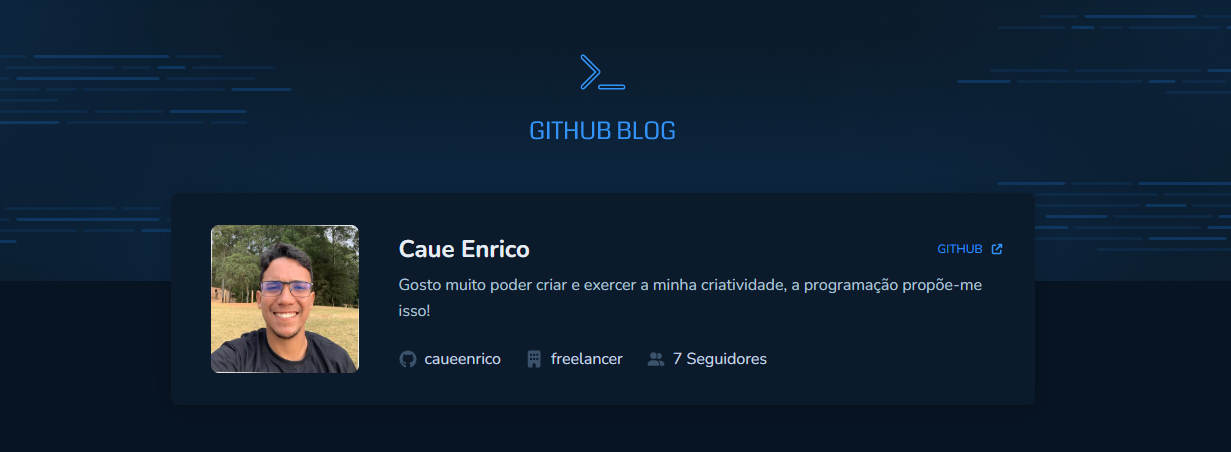 GITHUB BLOG
Caue Enrico
GITHUB
Gosto muito poder criar e exercer a minha criatividade, a programação propõe-me
isso!
caueenrico freelancer 7 Seguidores